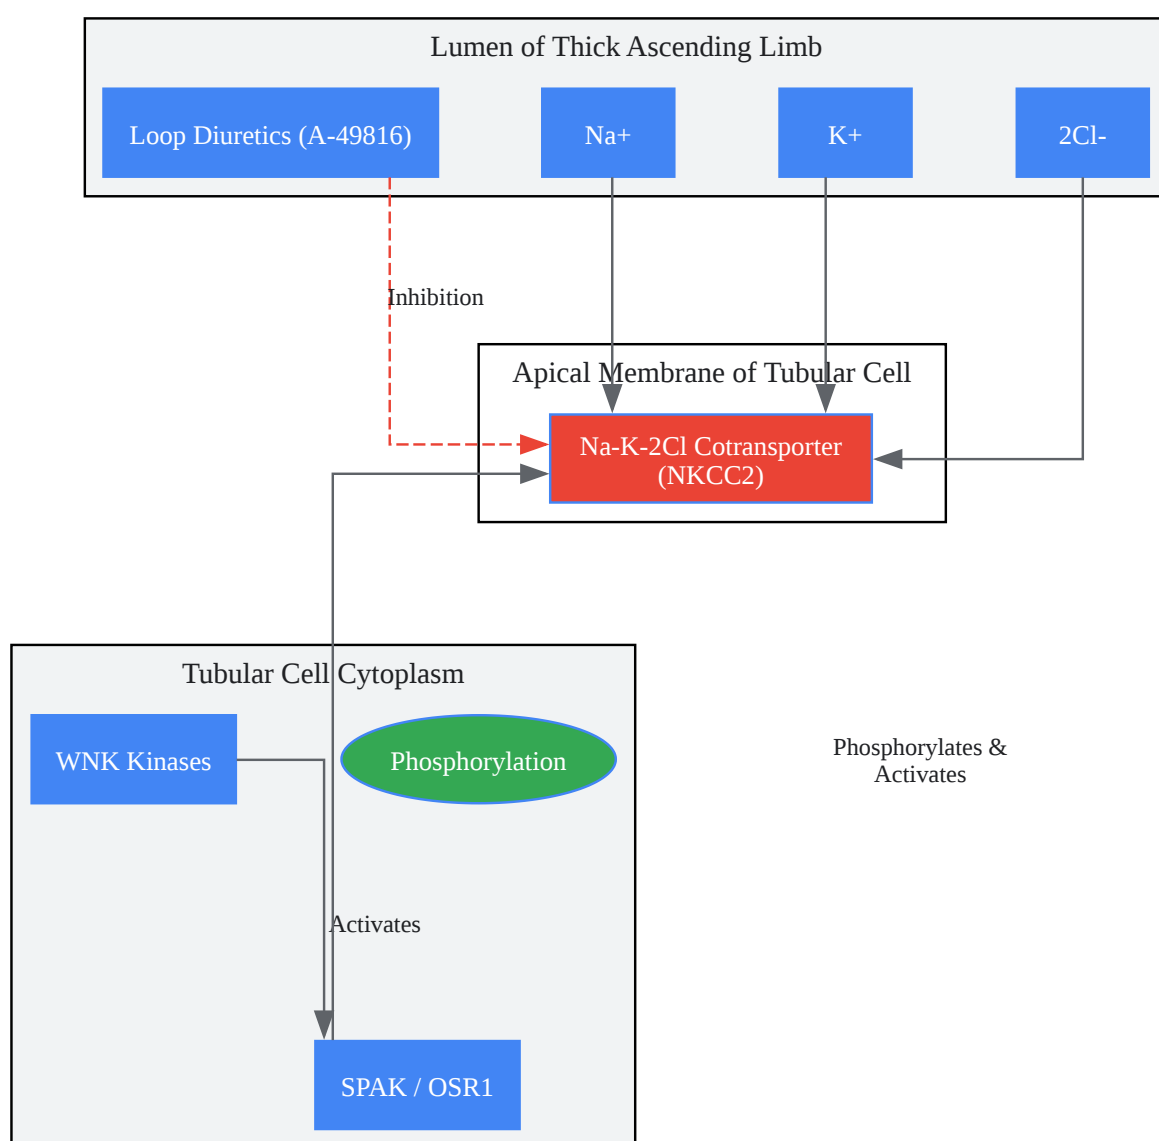 Lumen of Thick Ascending Limb
Loop Diuretics (A-49816)
Na+
K+
2Cl-
Inhibition
Apical Membrane of Tubular Cell
Na-K-2Cl Cotransporter
(NKCC2)
Tubular Cell Cytoplasm
WNK Kinases
Phosphorylation
Phosphorylates &
Activates
Activates
SPAK / OSR1